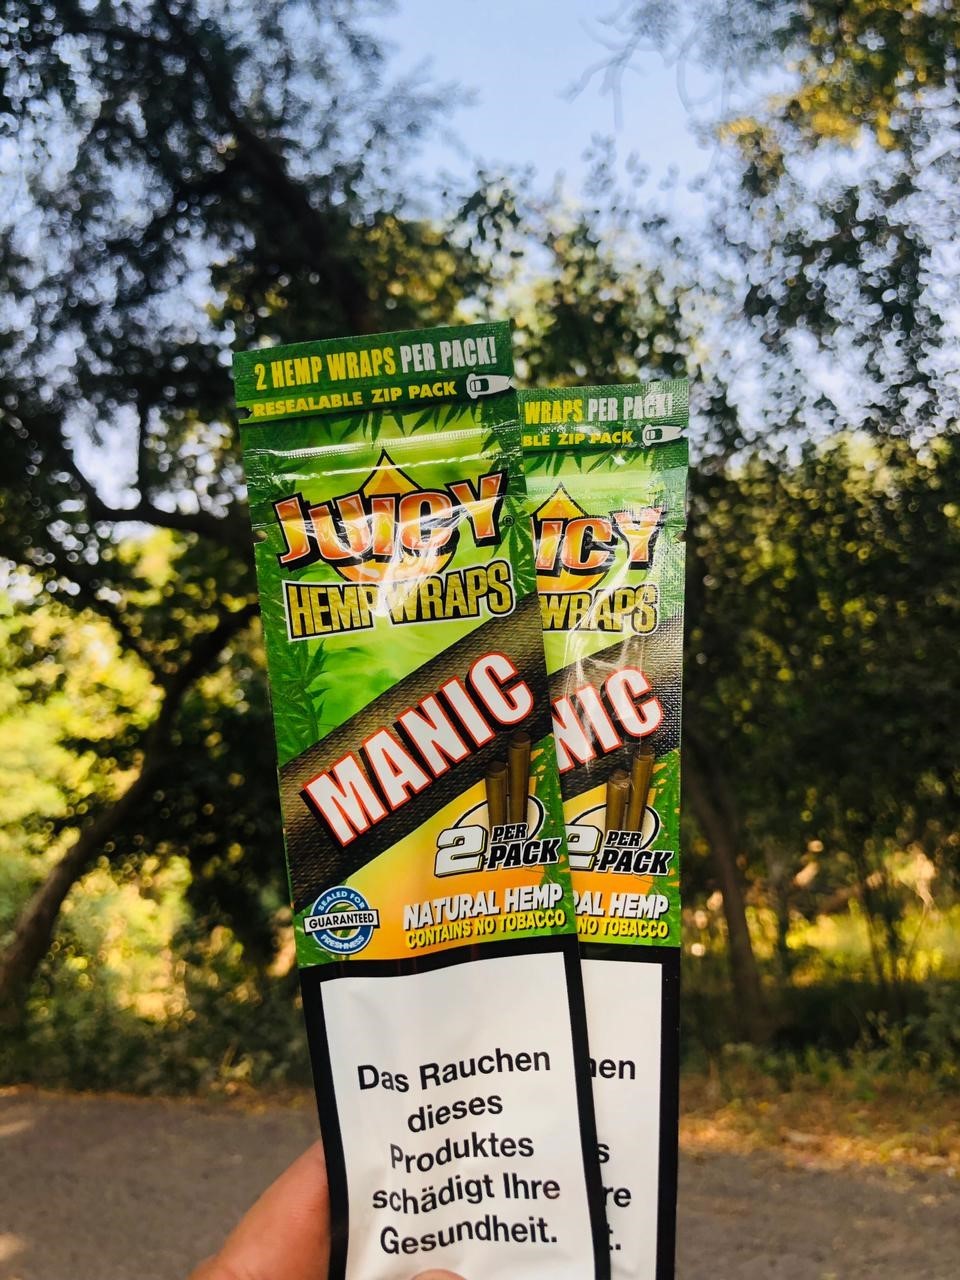 2 HEMP WRAPS PER PACK!
RESEALABLE ZIP PACK
JUICY®
HEMP WRAPS
MANIC
2 PER PACK
SEALED FOR
GUARANTEED
FRESHNESS
NATURAL HEMP
CONTAINS NO TOBACCO
Das Rauchen
dieses
Produktes
schädigt Ihre
Gesundheit.
WRAPS PER PACK!
BLE ZIP PACK
ICY
WRAPS
NIC
2 PER PACK
RAL HEMP
NO TOBACCO
hen
s
re
t.